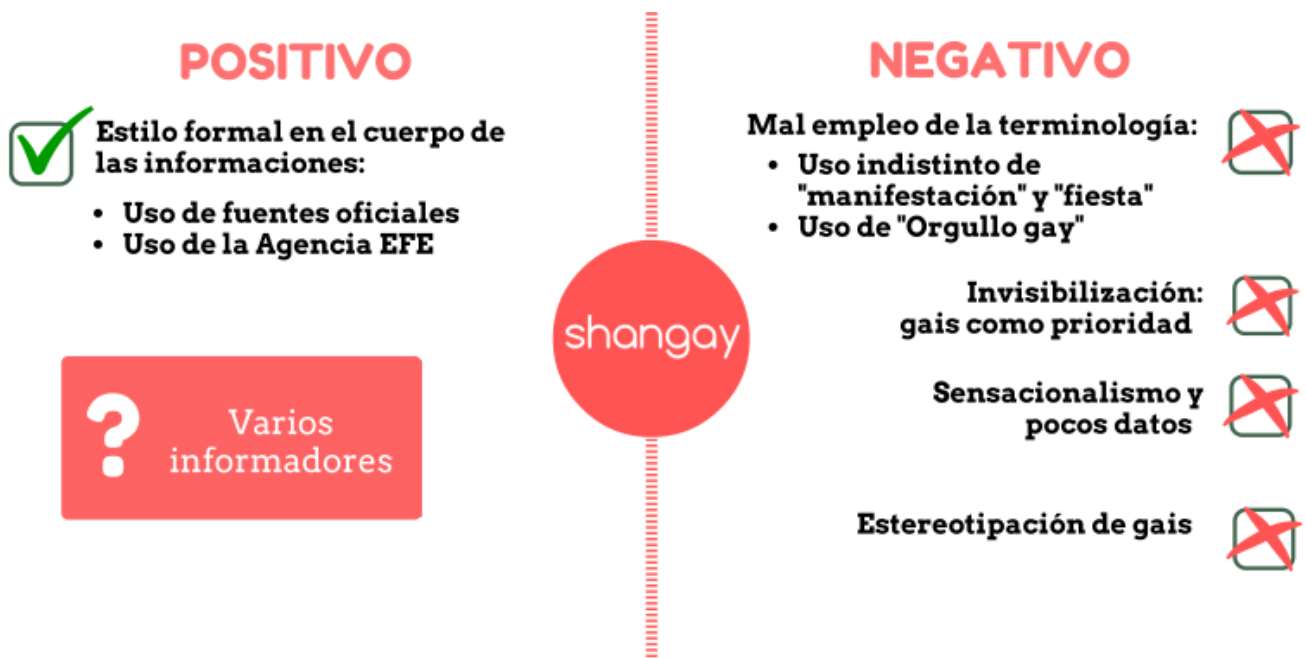 POSITIVO
Estilo formal en el cuerpo de
las informaciones:
• Uso de fuentes oficiales
• Uso de la Agencia EFE
?
Varios
informadores
shangay
NEGATIVO
Mal empleo de la terminología:
• Uso indistinto de
"manifestación" y "fiesta"
• Uso de "Orgullo gay"
Invisibilización:
gais como prioridad
Sensacionalismo y
pocos datos
Estereotipación de gais